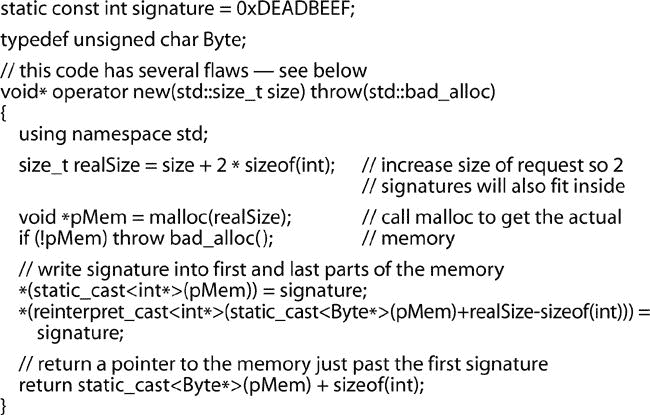 static const int signature = 0xDEADBEEF;
typedef unsigned char Byte;
// this code has several flaws — see below
void* operator new(std::size_t size) throw(std::bad_alloc)
{
using namespace std;
size_t realSize = size + 2 * sizeof(int); // increase size of request so 2
// signatures will also fit inside
void *pMem = malloc(realSize); // call malloc to get the actual
if (!pMem) throw bad_alloc(); // memory
// write signature into first and last parts of the memory
*(static_cast<int*>(pMem)) = signature;
*(reinterpret_cast<int*>(static_cast<Byte*>(pMem)+realSize-sizeof(int))) =
signature;
// return a pointer to the memory just past the first signature
return static_cast<Byte*>(pMem) + sizeof(int);
}